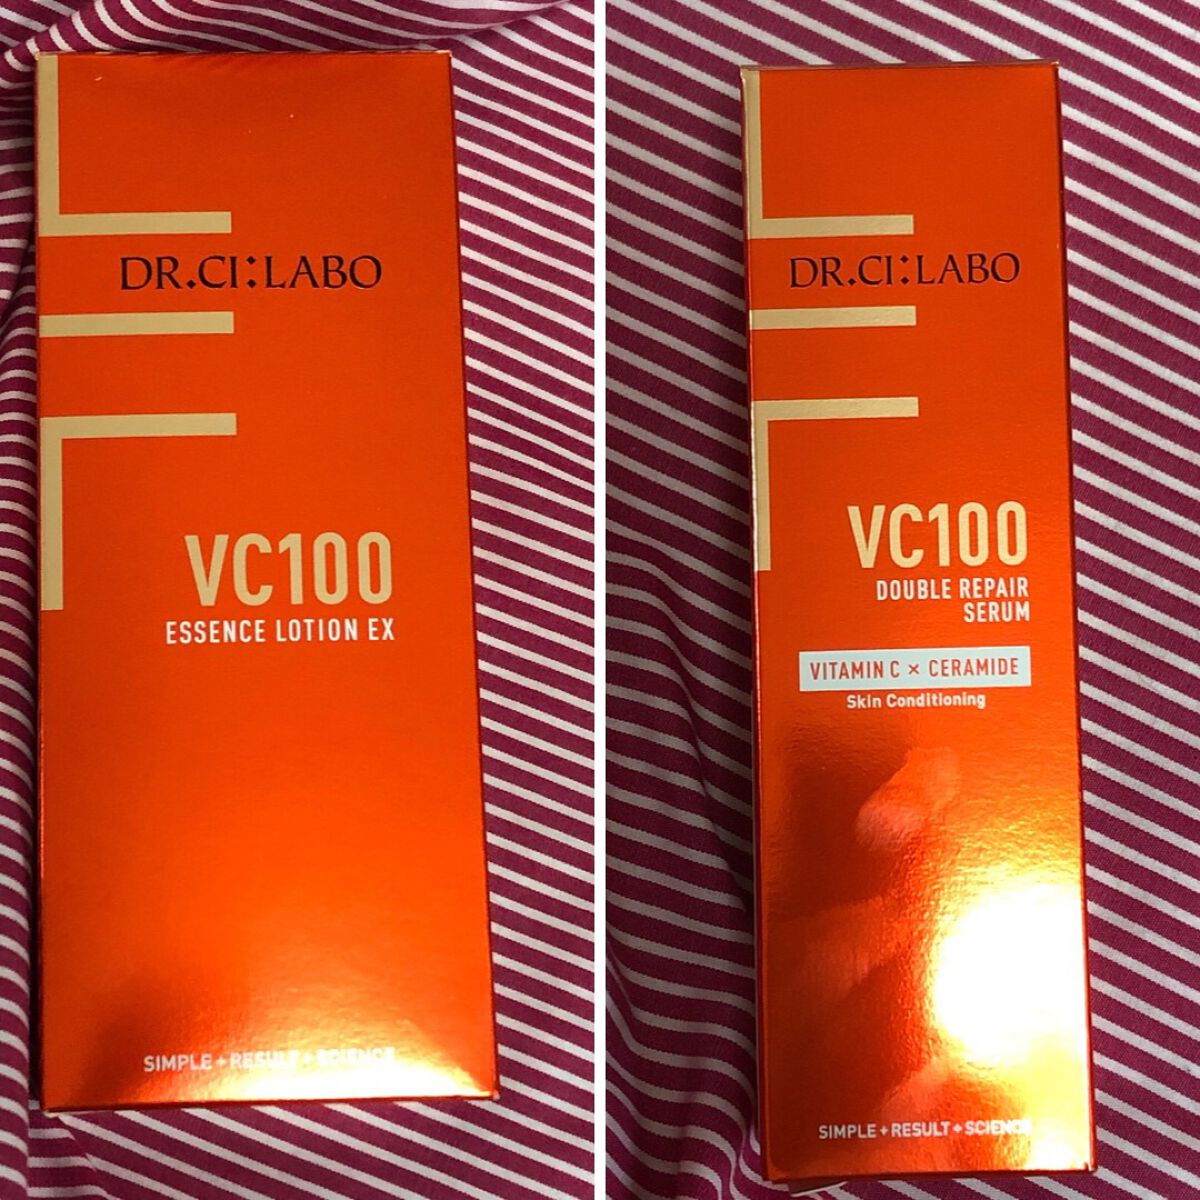 DR.CI:LABO
VC100
ESSENCE LOTION EX
SIMPLE + RESULT + SCIENCE
DR.CI:LABO
VC100
DOUBLE REPAIR
SERUM
VITAMIN C × CERAMIDE
Skin Conditioning
SIMPLE + RESULT + SCIENCE